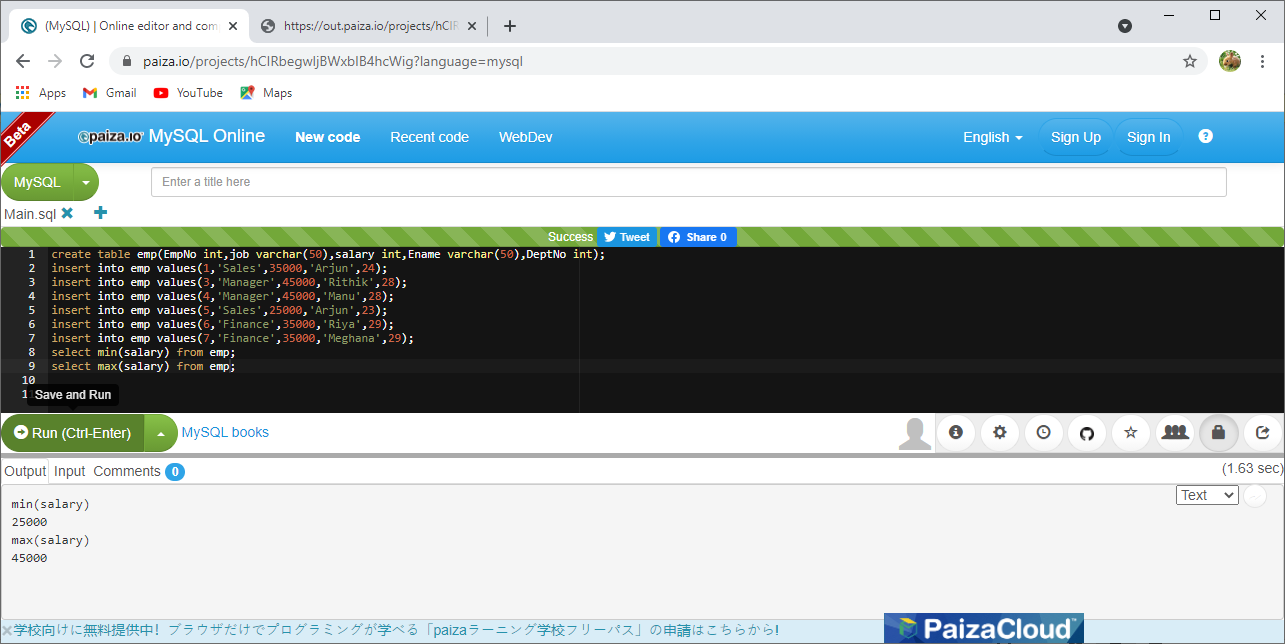 (MySQL) | Online editor and com
https://out.paiza.io/projects/hClR
paiza.io/projects/hClRbegwljBWxbIB4hcWig?language=mysql
Apps Gmail YouTube Maps
Beta
paiza.io MySQL Online New code Recent code WebDev English Sign Up Sign In ?
MySQL Enter a title here
Main.sql
Success Tweet Share 0
1 create table emp(EmpNo int,job varchar(50),salary int,Ename varchar(50),DeptNo int);
2 insert into emp values(1,'Sales',35000,'Arjun',24);
3 insert into emp values(3,'Manager',45000,'Rithik',28);
4 insert into emp values(4,'Manager',45000,'Manu',28);
5 insert into emp values(5,'Sales',25000,'Arjun',23);
6 insert into emp values(6,'Finance',35000,'Riya',29);
7 insert into emp values(7,'Finance',35000,'Meghana',29);
8 select min(salary) from emp;
9 select max(salary) from emp;
10
1 Save and Run
Run (Ctrl-Enter) MySQL books
Output Input Comments 0 (1.63 sec)
Text
min(salary)
25000
max(salary)
45000
×学校向けに無料提供中! ブラウザだけでプログラミングが学べる「paizaラーニング学校フリーパス」の申請はこちらから!
PaizaCloud